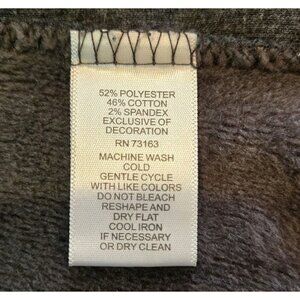 52% POLYESTER
46% COTTON
2% SPANDEX
EXCLUSIVE OF
DECORATION
RN 73163
MACHINE WASH
COLD
GENTLE CYCLE
WITH LIKE COLORS
DO NOT BLEACH
RESHAPE AND
DRY FLAT
COOL IRON
IF NECESSARY
OR DRY CLEAN